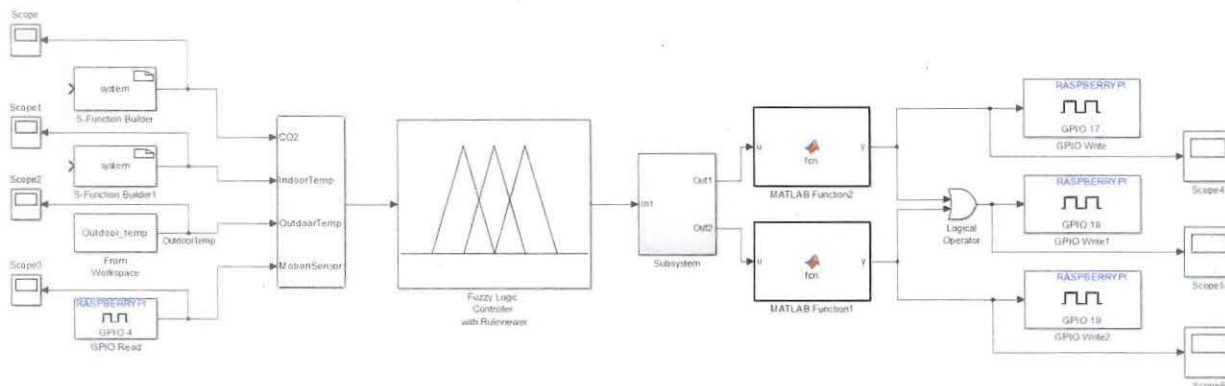 Scope
system
S-Function Builder
Scope1
system
S-Function Builder1
Scope2
Outdoor_temp
OutdoorTemp
From
Workspace
Scope3
RASPBERRYPI
GPIO 4
GPIO Read
CO2
IndoorTemp
OutdoorTemp
MotionSensor
Fuzzy Logic
Controller
with Ruleviewer
In1
Out1
Out2
Subsystem
u
fcn
y
MATLAB Function2
u
fcn
y
MATLAB Function1
Logical
Operator
RASPBERRYPI
GPIO 17
GPIO Write
Scope4
RASPBERRYPI
GPIO 18
GPIO Write1
Scope5
RASPBERRYPI
GPIO 19
GPIO Write2
Scope6